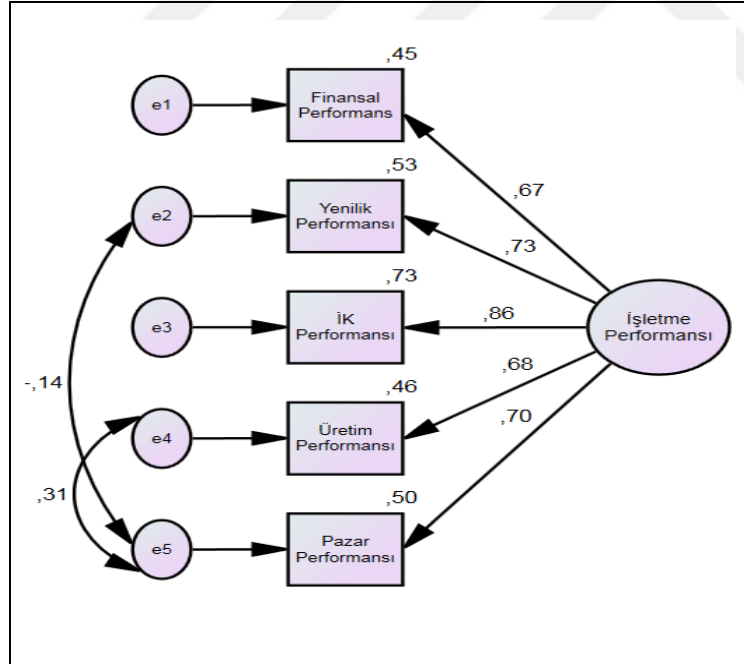 ,45
e1
Finansal
Performans
,67
,53
e2
Yenilik
Performansı
,73
,73
e3
İK
Performansı
,86
İşletme
Performansı
-,14
,46
e4
Üretim
Performansı
,68
,70
,31
,50
e5
Pazar
Performansı